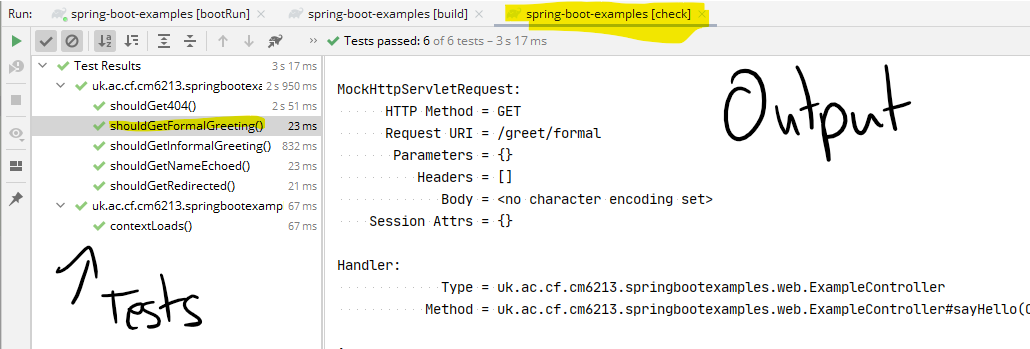 Run: spring-boot-examples [bootRun] × spring-boot-examples [build] × spring-boot-examples [check] ×
>> Tests passed: 6 of 6 tests – 3 s 17 ms
Test Results 3 s 17 ms
uk.ac.cf.cm6213.springbootexa 2 s 950 ms
shouldGet404() 2 s 51 ms
shouldGetFormalGreeting() 23 ms
shouldGetInformalGreeting() 832 ms
shouldGetNameEchoed() 23 ms
shouldGetRedirected() 21 ms
uk.ac.cf.cm6213.springbootexamp 67 ms
contextLoads() 67 ms
Tests
MockHttpServletRequest:
HTTP Method = GET
Request URI = /greet/formal
Parameters = {}
Headers = []
Body = <no character encoding set>
Session Attrs = {}
Handler:
Type = uk.ac.cf.cm6213.springbootexamples.web.ExampleController
Method = uk.ac.cf.cm6213.springbootexamples.web.ExampleController#sayHello(
Output